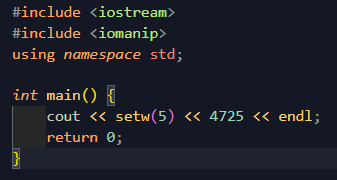 #include <iostream>
#include <iomanip>
using namespace std;

int main() {
    cout << setw(5) << 4725 << endl;
    return 0;
}